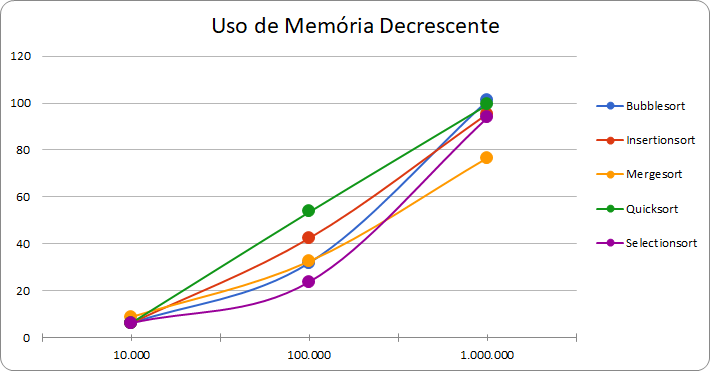 Uso de Memória Decrescente
120
100
80
60
40
20
0
10.000
100.000
1.000.000
Bubblesort
Insertionsort
Mergesort
Quicksort
Selectionsort